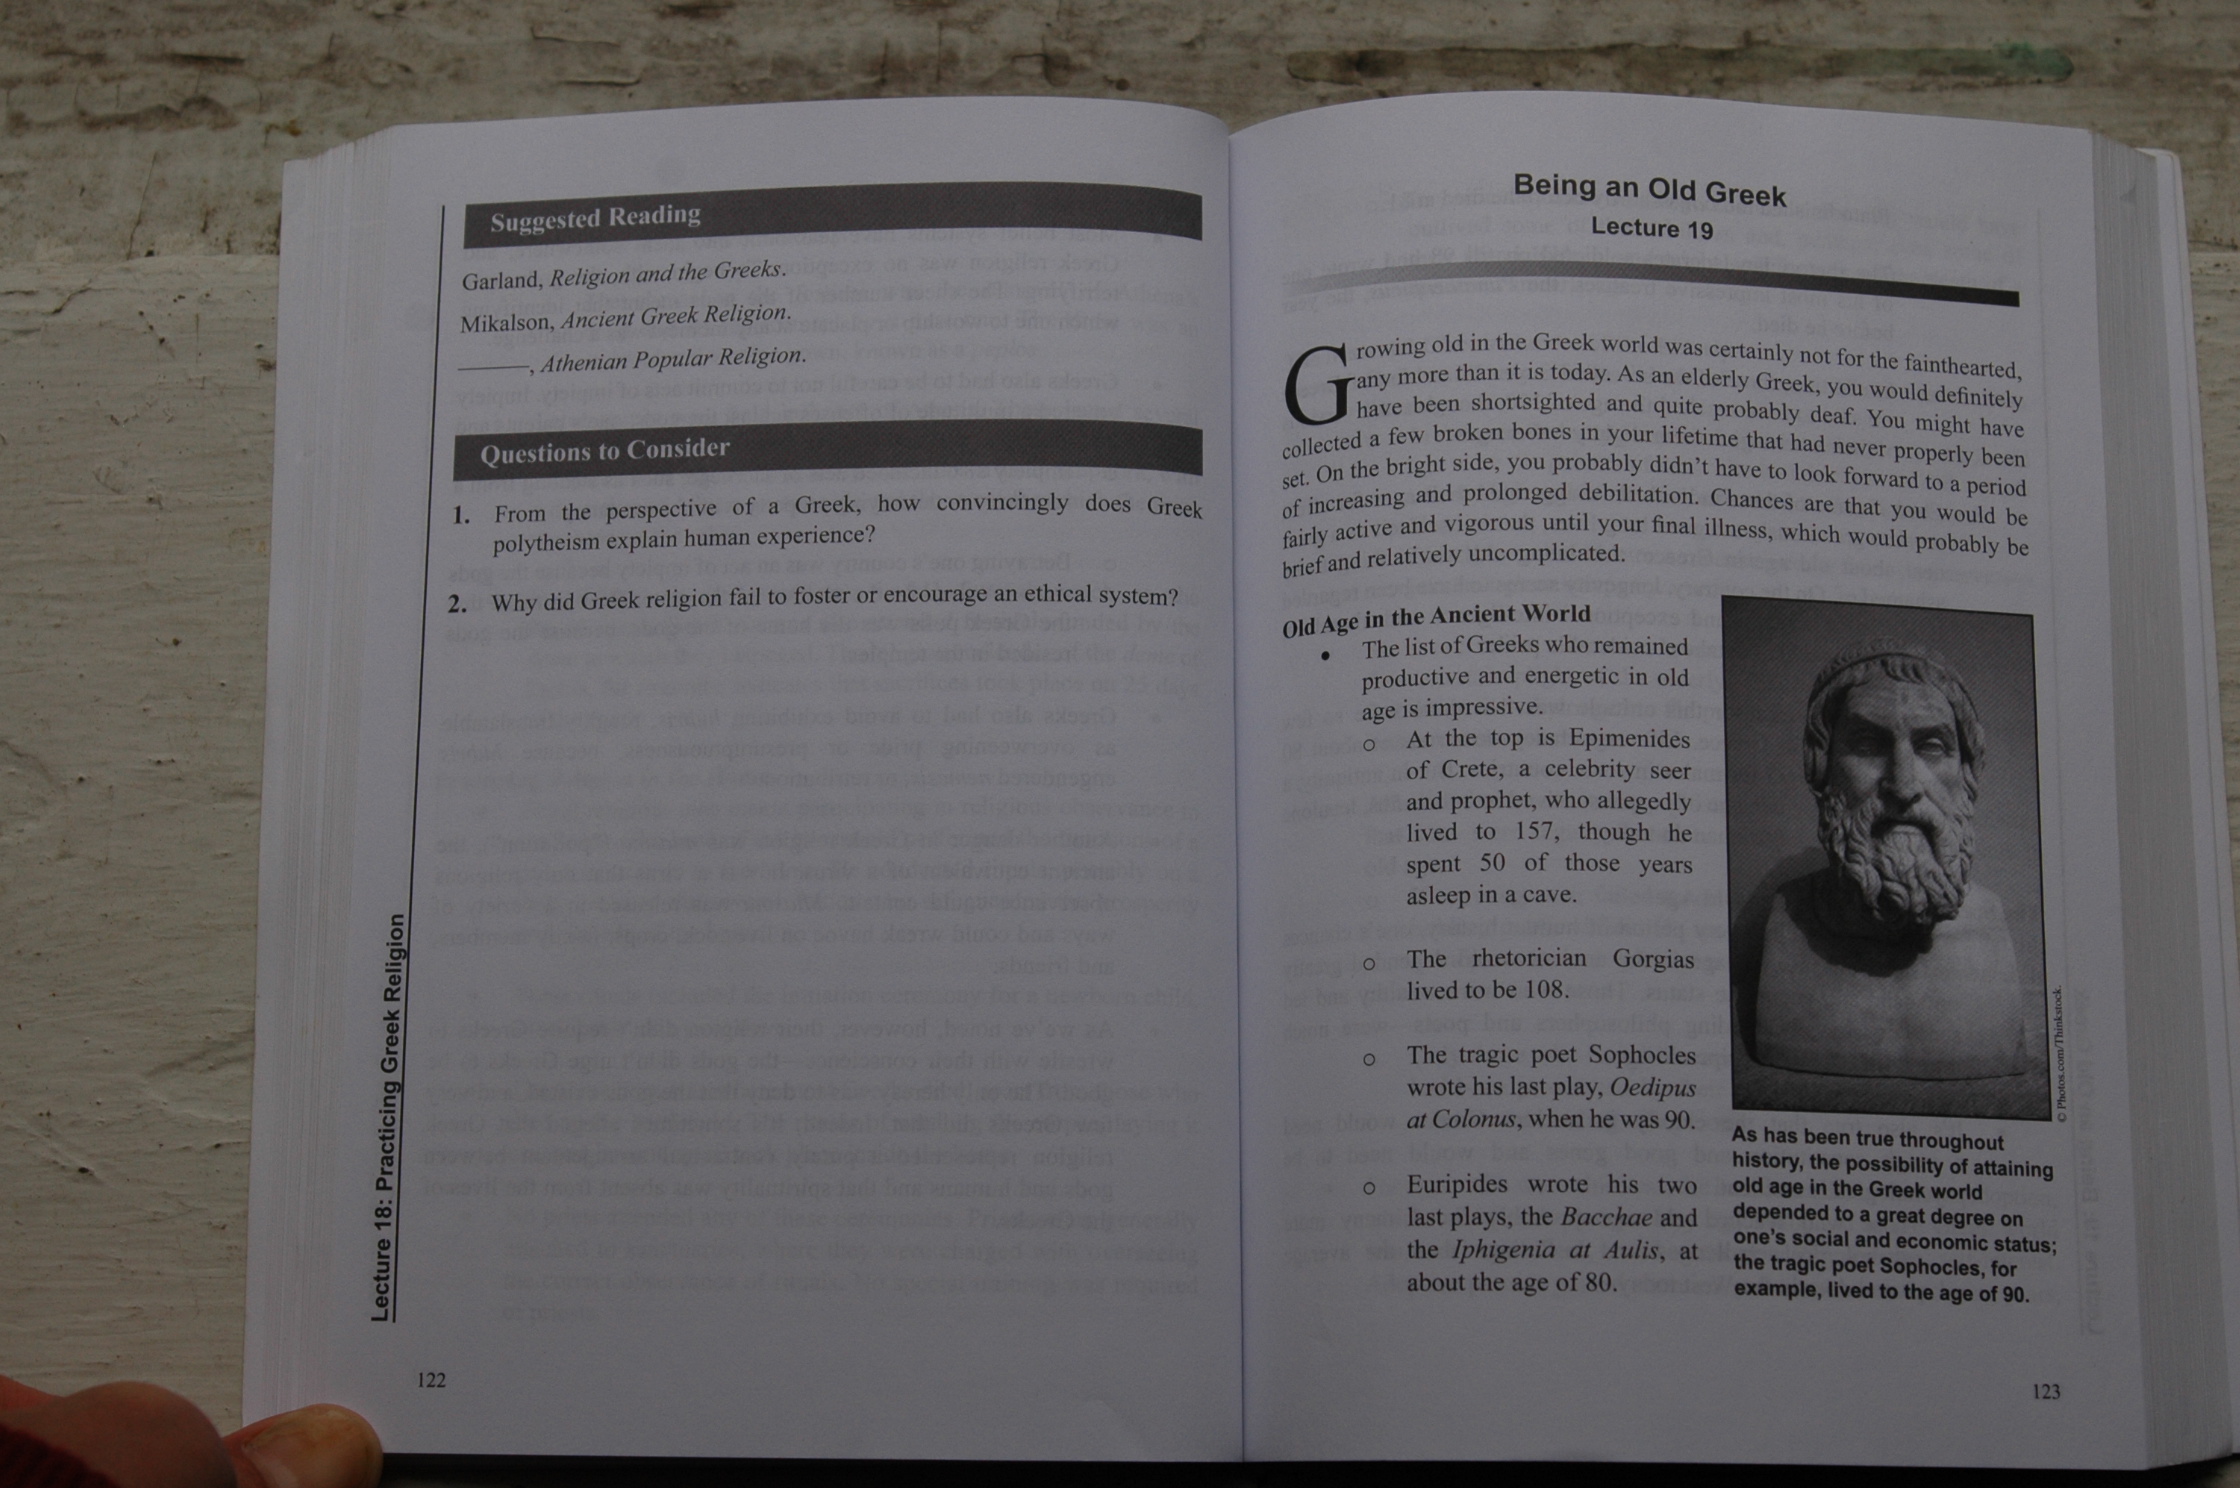 Suggested Reading
Garland, Religion and the Greeks.
Mikalson, Ancient Greek Religion.
———, Athenian Popular Religion.
Questions to Consider
1. From the perspective of a Greek, how convincingly does Greek
polytheism explain human experience?
2. Why did Greek religion fail to foster or encourage an ethical system?
Lecture 18: Practicing Greek Religion
122
Being an Old Greek
Lecture 19
Growing old in the Greek world was certainly not for the fainthearted,
any more than it is today. As an elderly Greek, you would definitely
have been shortsighted and quite probably deaf. You might have
collected a few broken bones in your lifetime that had never properly been
set. On the bright side, you probably didn't have to look forward to a period
of increasing and prolonged debilitation. Chances are that you would be
fairly active and vigorous until your final illness, which would probably be
brief and relatively uncomplicated.
Old Age in the Ancient World
• The list of Greeks who remained
productive and energetic in old
age is impressive.
o At the top is Epimenides
of Crete, a celebrity seer
and prophet, who allegedly
lived to 157, though he
spent 50 of those years
asleep in a cave.
o The rhetorician Gorgias
lived to be 108.
o The tragic poet Sophocles
wrote his last play, Oedipus
at Colonus, when he was 90.
o Euripides wrote his two
last plays, the Bacchae and
the Iphigenia at Aulis, at
about the age of 80.
© Photos.com/Thinkstock.
As has been true throughout
history, the possibility of attaining
old age in the Greek world
depended to a great degree on
one's social and economic status;
the tragic poet Sophocles, for
example, lived to the age of 90.
123